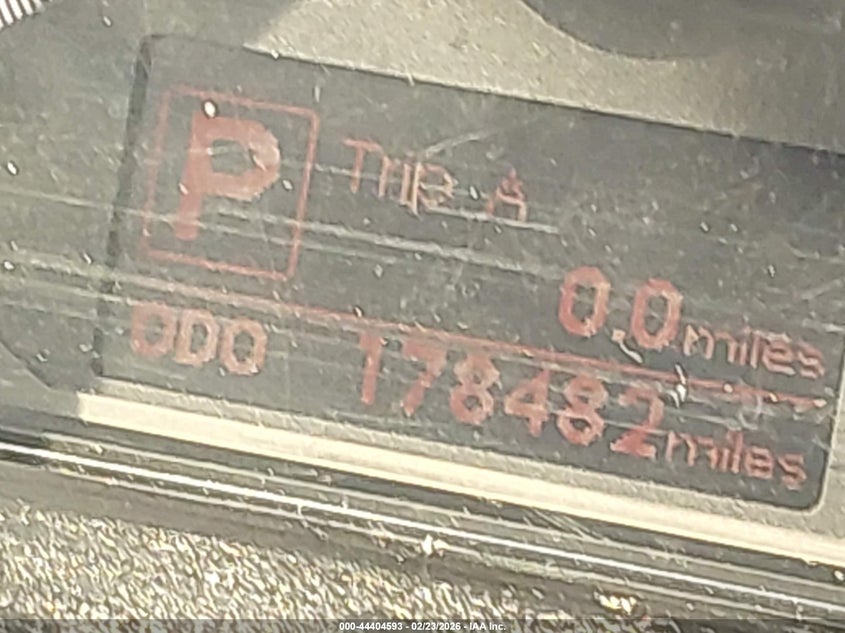 P
TRIP A
0.0 miles
ODO 178482 miles
000-44404593 - 02/23/2026 - IAA Inc.